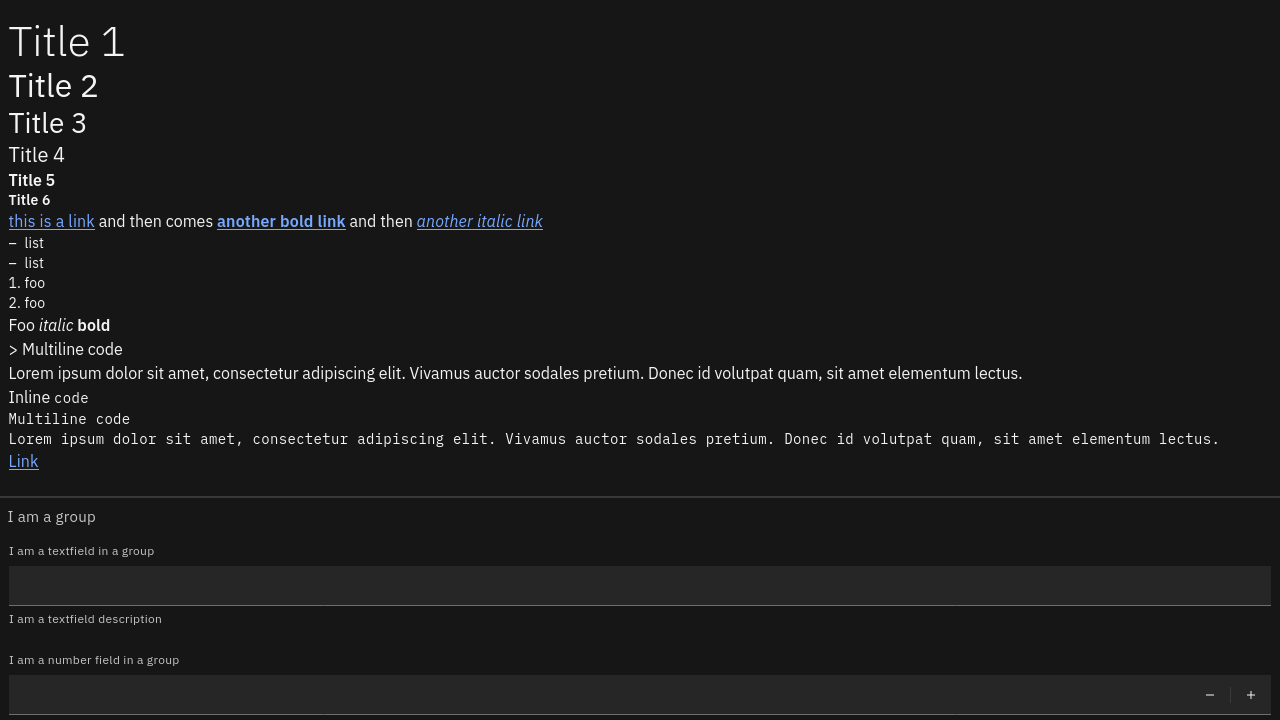 Title 1
Title 2
Title 3
Title 4
Title 5
Title 6
this is a link and then comes another bold link and then another italic link
– list
– list
1. foo
2. foo
Foo italic bold
> Multiline code
Lorem ipsum dolor sit amet, consectetur adipiscing elit. Vivamus auctor sodales pretium. Donec id volutpat quam, sit amet elementum lectus.
Inline code
Multiline code
Lorem ipsum dolor sit amet, consectetur adipiscing elit. Vivamus auctor sodales pretium. Donec id volutpat quam, sit amet elementum lectus.
Link
I am a group
I am a textfield in a group
I am a textfield description
I am a number field in a group